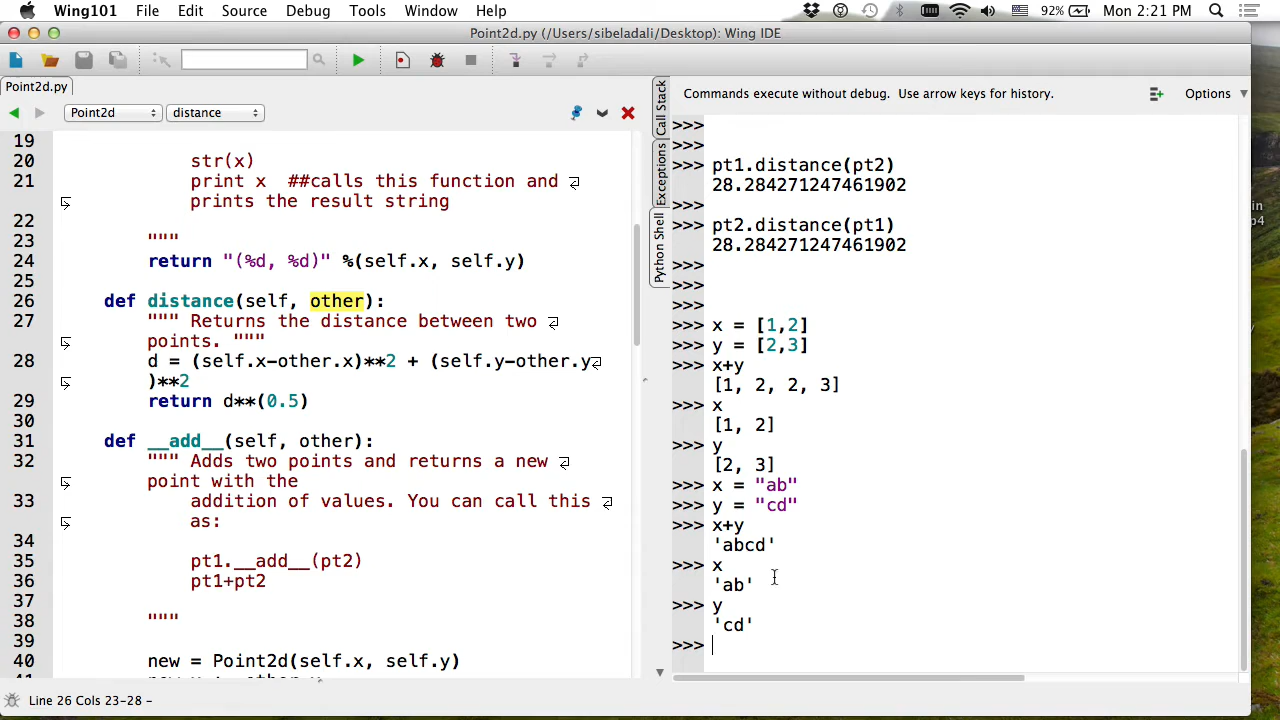 Wing101 File Edit Source Debug Tools Window Help 92% Mon 2:21 PM
Point2d.py (/Users/sibeladali/Desktop): Wing IDE
Point2d.py
Point2d distance
19
20 str(x)
21 print x ##calls this function and
prints the result string
22
23 """
24 return "(%d, %d)" %(self.x, self.y)
25
26 def distance(self, other):
27 """ Returns the distance between two
points. """
28 d = (self.x-other.x)**2 + (self.y-other.y
)**2
29 return d**(0.5)
30
31 def __add__(self, other):
32 """ Adds two points and returns a new
point with the
33 addition of values. You can call this
as:
34
35 pt1.__add__(pt2)
36 pt1+pt2
37
38 """
39
40 new = Point2d(self.x, self.y)
Line 26 Cols 23-28 –
Call Stack
Exceptions
Python Shell
Commands execute without debug. Use arrow keys for history.
Options
>>>
>>>
>>> pt1.distance(pt2)
28.284271247461902
>>>
>>> pt2.distance(pt1)
28.284271247461902
>>>
>>>
>>>
>>> x = [1,2]
>>> y = [2,3]
>>> x+y
[1, 2, 2, 3]
>>> x
[1, 2]
>>> y
[2, 3]
>>> x = "ab"
>>> y = "cd"
>>> x+y
'abcd'
>>> x
'ab'
>>> y
'cd'
>>>
in
p4